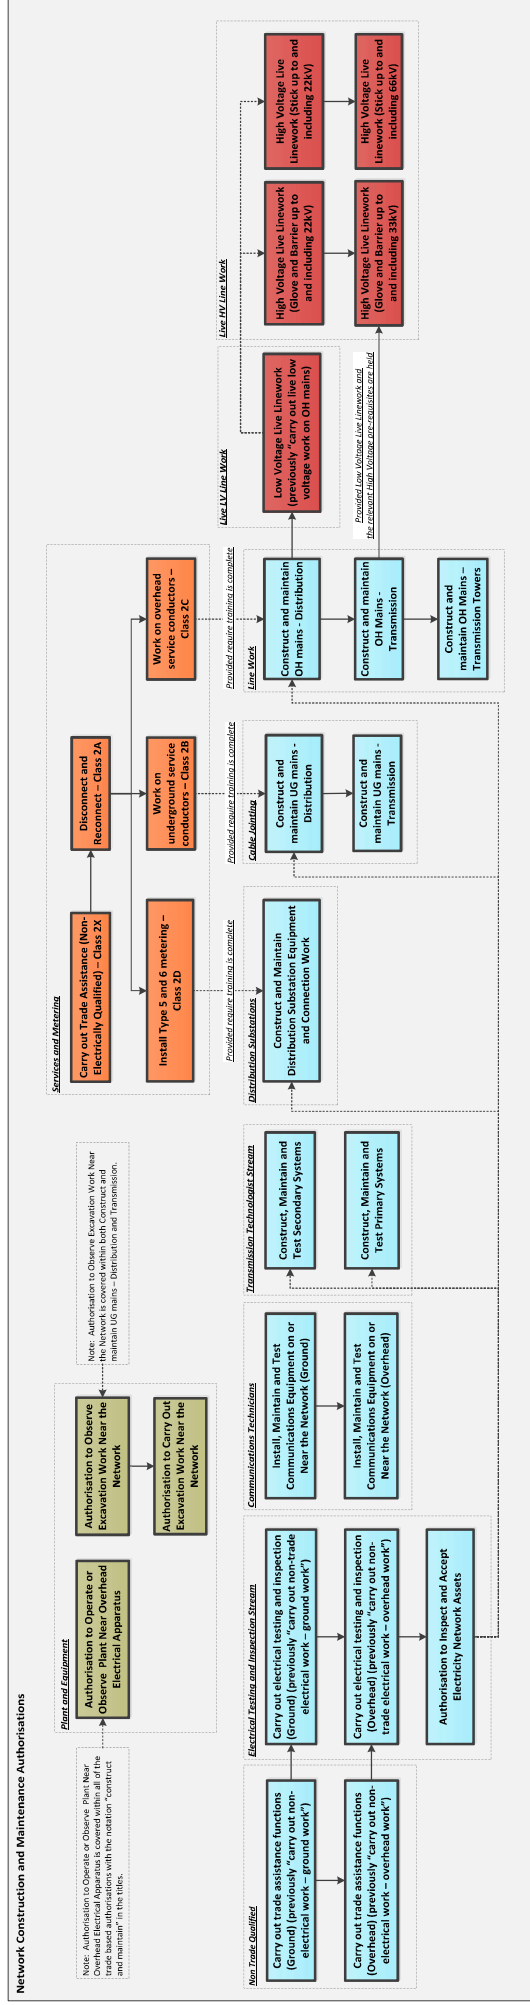 Network Construction and Maintenance Authorisations
Note:  Authorisation to Operate or Observe  Plant Near
Overhead Electrical Apparatus is covered within all of the
trade based authorisations with the notation “construct
and maintain” in the titles.
Plant and Equipment
Authorisation to Operate or
Observe  Plant Near Overhead
Electrical Apparatus
Authorisation to Observe
Excavation Work Near the
Network
Authorisation to Carry Out
Excavation Work Near the
Network
Note:  Authorisation to Observe Excavation Work Near
the Network is covered within both Construct and
maintain UG mains – Distribution and Transmission.
Services and Metering
Carry out Trade Assistance (Non-
Electrically Qualified) – Class 2X
Disconnect and
Reconnect – Class 2A
Install Type 5 and 6 metering –
Class 2D
Work on
underground service
conductors – Class 2B
Work on overhead
service conductors –
Class 2C
Non Trade Qualified
Carry out trade assistance functions
(Ground) (previously “carry out non-
electrical work – ground work”)
Carry out trade assistance functions
(Overhead) (previously “carry out non-
electrical work – overhead work”)
Electrical Testing and Inspection Stream
Carry out electrical testing and inspection
(Ground) (previously “carry out non-trade
electrical work – ground work”)
Carry out electrical testing and inspection
(Overhead) (previously “carry out non-
trade electrical work – overhead work”)
Authorisation to Inspect and Accept
Electricity Network Assets
Communications Technicians
Install, Maintain and Test
Communications Equipment on or
Near the Network (Ground)
Install, Maintain and Test
Communications Equipment on or
Near the Network (Overhead)
Transmission Technologist Stream
Construct, Maintain and
Test Secondary Systems
Construct, Maintain and
Test Primary Systems
Provided require training is complete
Distribution Substations
Construct and Maintain
Distribution Substation Equipment
and Connection Work
Provided require training is complete
Cable Jointing
Construct and
maintain UG mains -
Distribution
Construct and
maintain UG mains -
Transmission
Provided require training is complete
Line Work
Construct and maintain
OH mains - Distribution
Construct and maintain
OH Mains -
Transmission
Construct and
maintain OH Mains –
Transmission Towers
Live LV Line Work
Low Voltage Live Linework
(previously “carry out live low
voltage work on OH mains)
Provided Low Voltage Live Linework and
the relevant High Voltage pre-requisites are held
Live HV Line Work
High Voltage Live Linework
(Glove and Barrier up to
and including 22kV)
High Voltage Live
Linework (Stick up to and
including 22kV)
High Voltage Live Linework
(Glove and Barrier up to
and including 33kV)
High Voltage Live
Linework (Stick up to and
including 66kV)